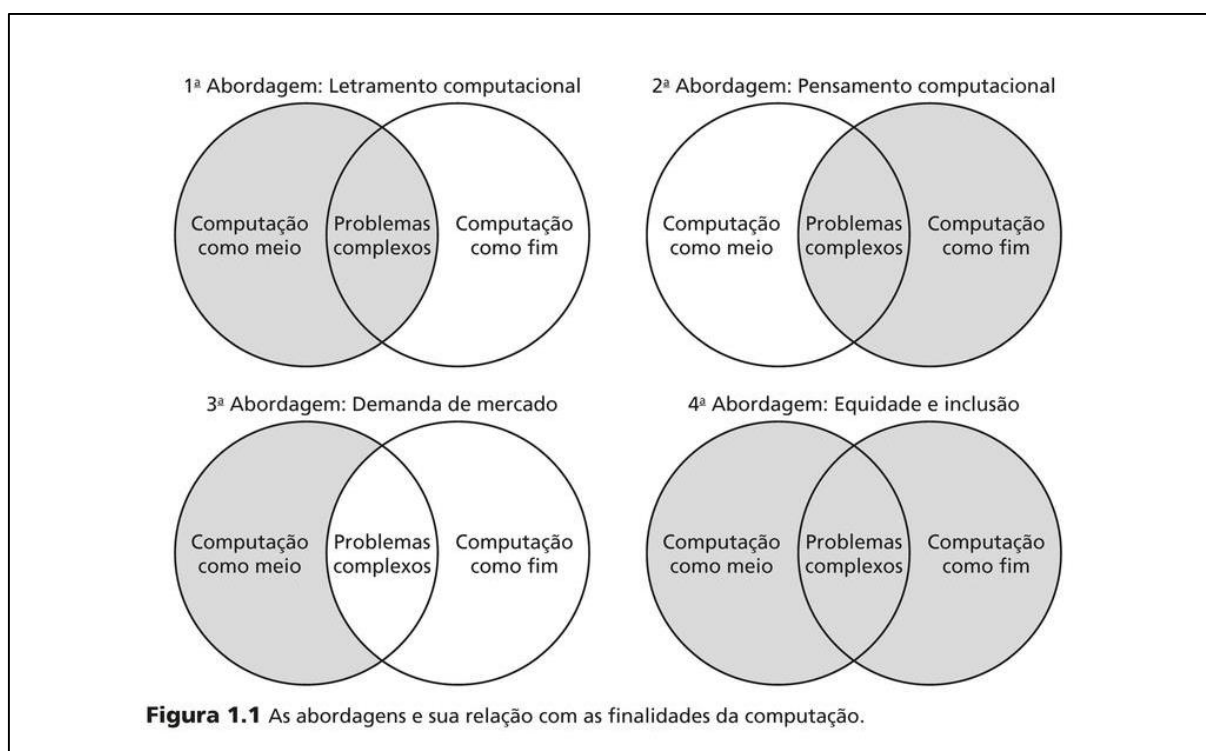 1ª Abordagem: Letramento computacional
Computação
como meio
Problemas
complexos
Computação
como fim
2ª Abordagem: Pensamento computacional
Computação
como meio
Problemas
complexos
Computação
como fim
3ª Abordagem: Demanda de mercado
Computação
como meio
Problemas
complexos
Computação
como fim
4ª Abordagem: Equidade e inclusão
Computação
como meio
Problemas
complexos
Computação
como fim
Figura 1.1 As abordagens e sua relação com as finalidades da computação.